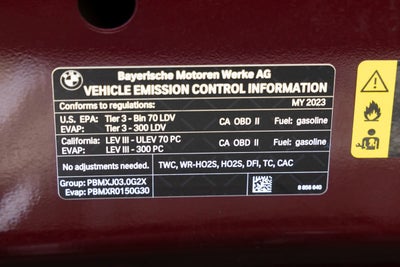 BMW
Bayerische Motoren Werke AG
VEHICLE EMISSION CONTROL INFORMATION
Conforms to regulations: MY 2023
U.S. EPA: Tier 3 - Bin 70 LDV CA OBD II Fuel: gasoline
EVAP: Tier 3 - 300 LDV
California: LEV III - ULEV 70 PC CA OBD II Fuel: gasoline
EVAP: LEV III - 300 PC
No adjustments needed. TWC, WR-HO2S, HO2S, DFI, TC, CAC
Group: PBMXJ03.0G2X
Evap: PBMXR0150G30